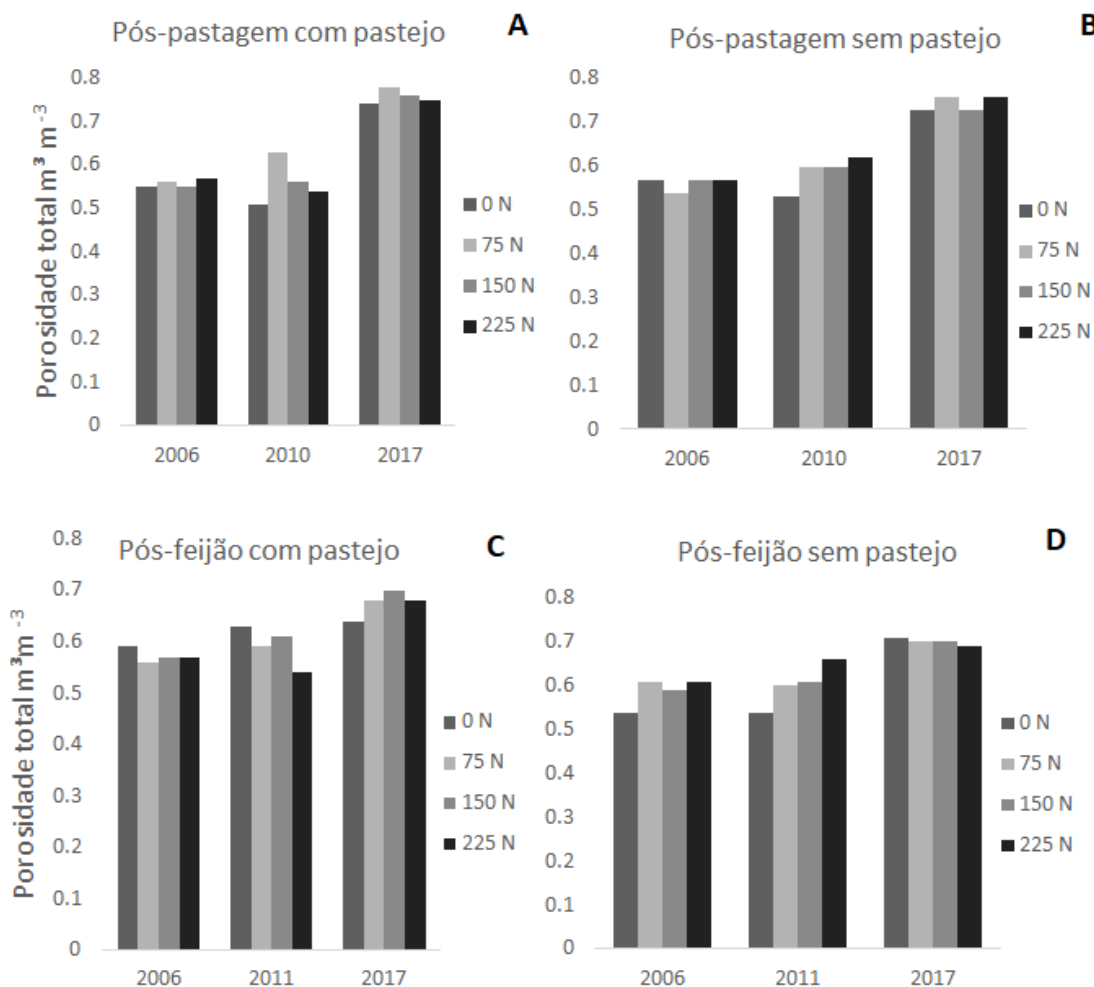 Pós-pastagem com pastejo
A
Porosidade total m³ m⁻³
0.8
0.7
0.6
0.5
0.4
0.3
0.2
0.1
0
2006
2010
2017
0 N
75 N
150 N
225 N
Pós-pastagem sem pastejo
B
0.8
0.7
0.6
0.5
0.4
0.3
0.2
0.1
0
2006
2010
2017
0 N
75 N
150 N
225 N
Pós-feijão com pastejo
C
Porosidade total m³m⁻³
0.8
0.7
0.6
0.5
0.4
0.3
0.2
0.1
0
2006
2011
2017
0 N
75 N
150 N
225 N
Pós-feijão sem pastejo
D
0.8
0.7
0.6
0.5
0.4
0.3
0.2
0.1
0
2006
2011
2017
0 N
75 N
150 N
225 N